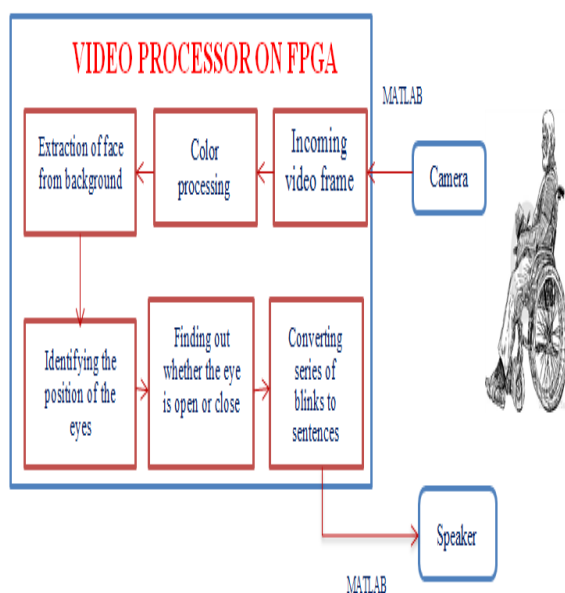 VIDEO PROCESSOR ON FPGA
MATLAB
Camera
Incoming
video frame
Color
processing
Extraction of face
from background
Identifying the
position of the
eyes
Finding out
whether the eye
is open or close
Converting
series of
blinks to
sentences
Speaker
MATLAB